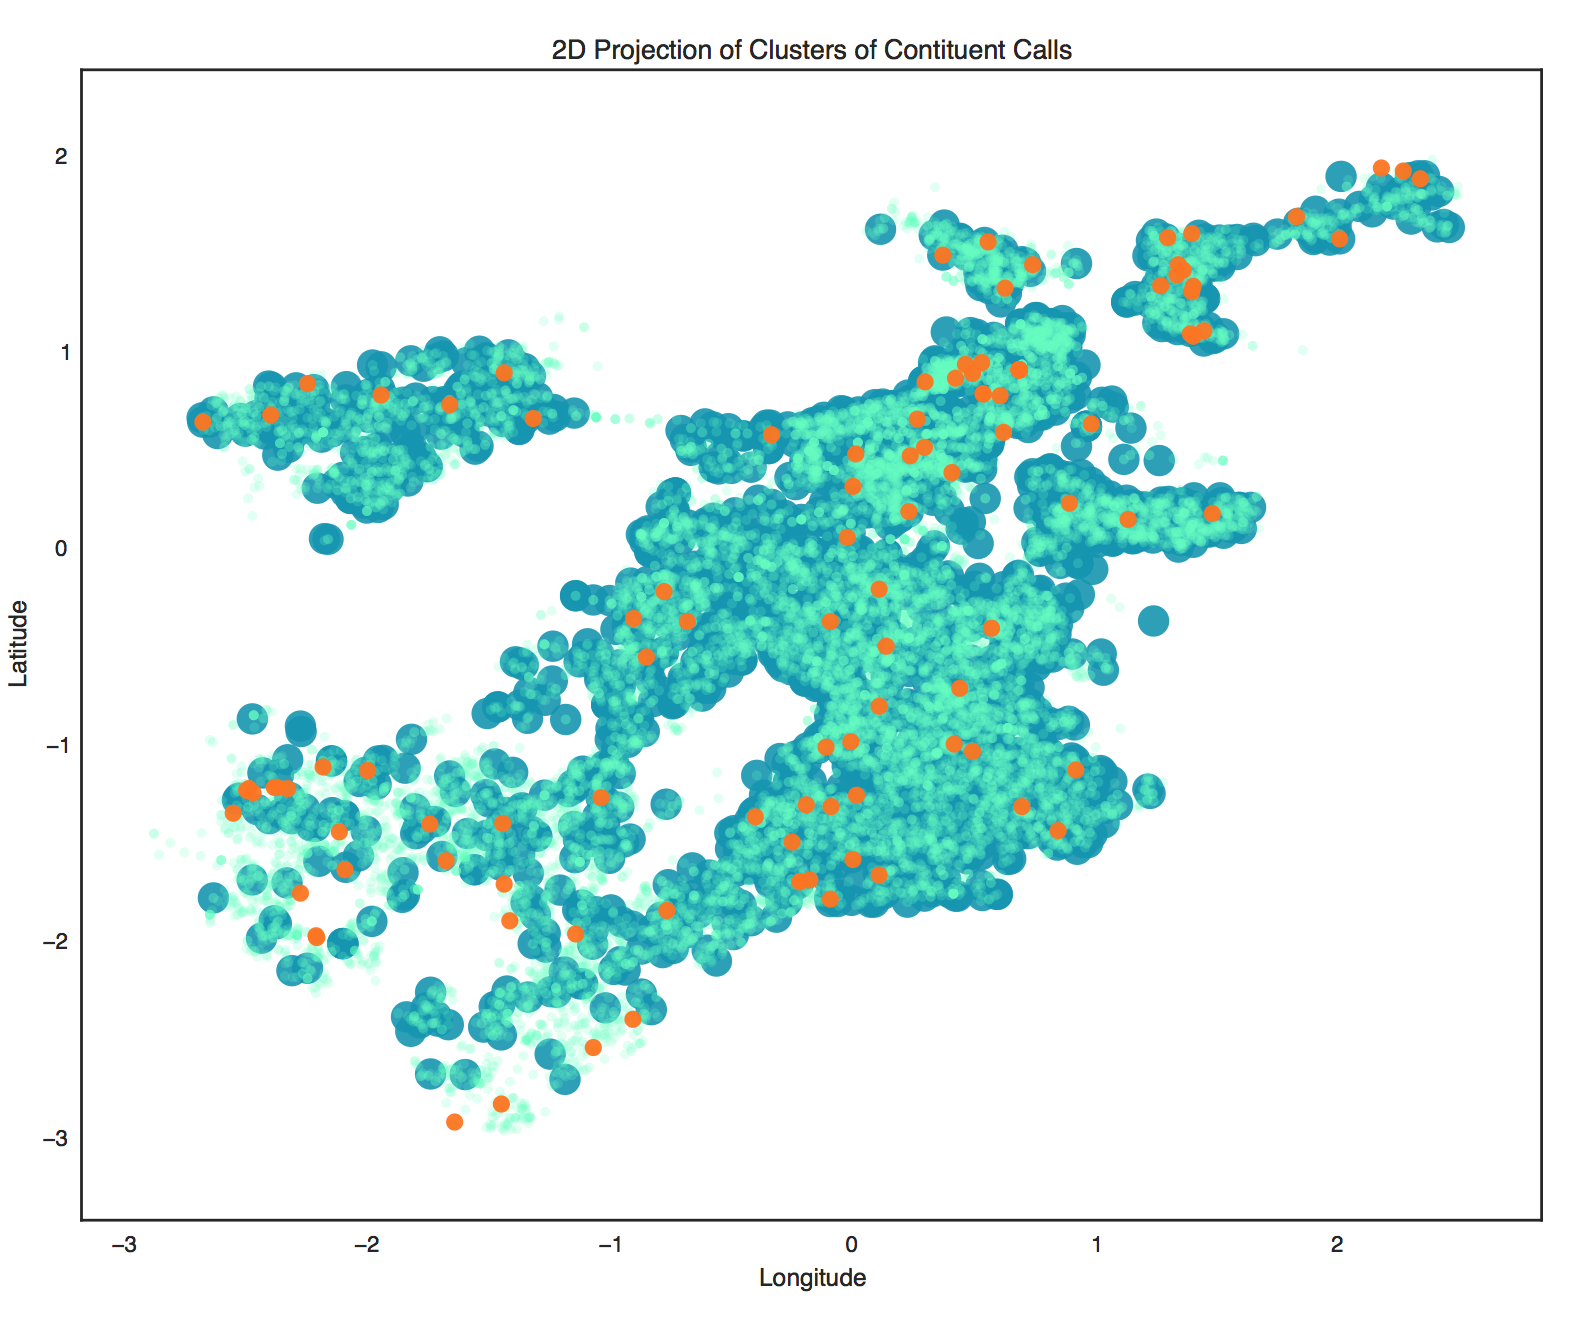 2D Projection of Clusters of Contituent Calls
2
1
0
−1
−2
−3
Latitude
−3 −2 −1 0 1 2
Longitude